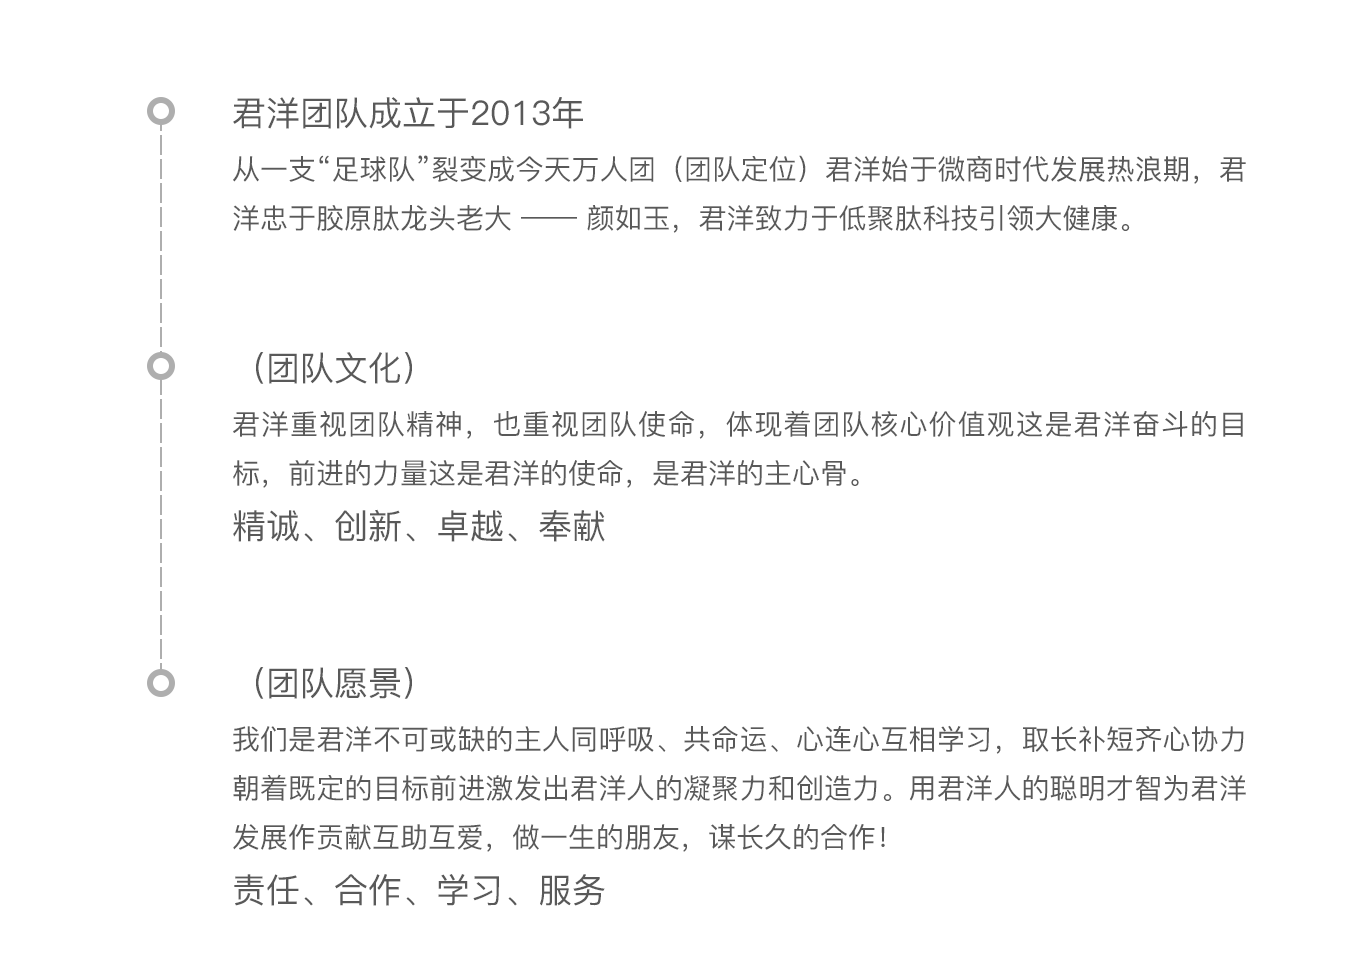 君洋团队成立于2013年
从一支“足球队”裂变成今天万人团（团队定位）君洋始于微商时代发展热浪期，君
洋忠于胶原肽龙头老大 —— 颜如玉，君洋致力于低聚肽科技引领大健康。
（团队文化）
君洋重视团队精神，也重视团队使命，体现着团队核心价值观这是君洋奋斗的目
标，前进的力量这是君洋的使命，是君洋的主心骨。
精诚、创新、卓越、奉献
（团队愿景）
我们是君洋不可或缺的主人同呼吸、共命运、心连心互相学习，取长补短齐心协力
朝着既定的目标前进激发出君洋人的凝聚力和创造力。用君洋人的聪明才智为君洋
发展作贡献互助互爱，做一生的朋友，谋长久的合作！
责任、合作、学习、服务